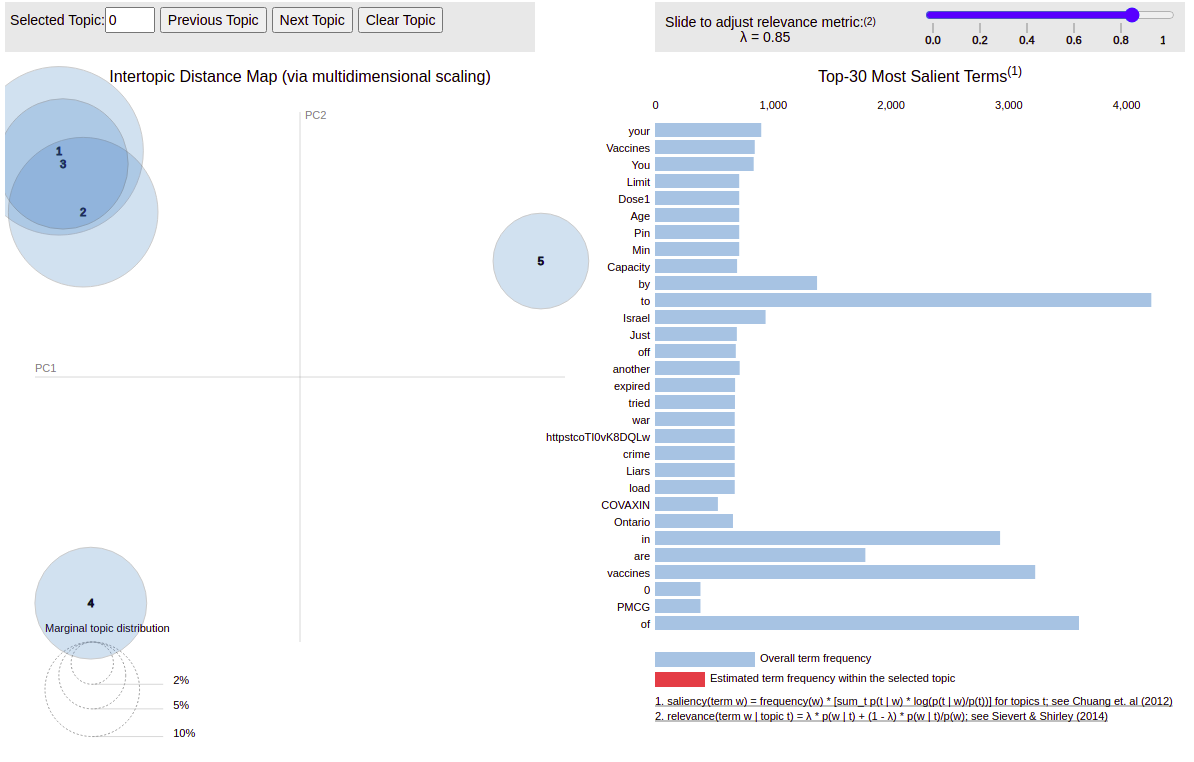 Selected Topic: 0 Previous Topic Next Topic Clear Topic
Slide to adjust relevance metric:(2)
λ = 0.85
0.0 0.2 0.4 0.6 0.8 1
Intertopic Distance Map (via multidimensional scaling)
PC2
PC1
1
3
2
5
4
Marginal topic distribution
2%
5%
10%
Top-30 Most Salient Terms(1)
0 1,000 2,000 3,000 4,000
your
Vaccines
You
Limit
Dose1
Age
Pin
Min
Capacity
by
to
Israel
Just
off
another
expired
tried
war
crime
Liars
load
COVAXIN
Ontario
in
are
vaccines
0
PMCG
of
Overall term frequency
Estimated term frequency within the selected topic
1. saliency(term w) = frequency(w) * [sum_t p(t | w) * log(p(t | w)/p(t))] for topics t; see Chuang et. al (2012)
2. relevance(term w | topic t) = λ * p(w | t) + (1 - λ) * p(w | t)/p(w); see Sievert & Shirley (2014)